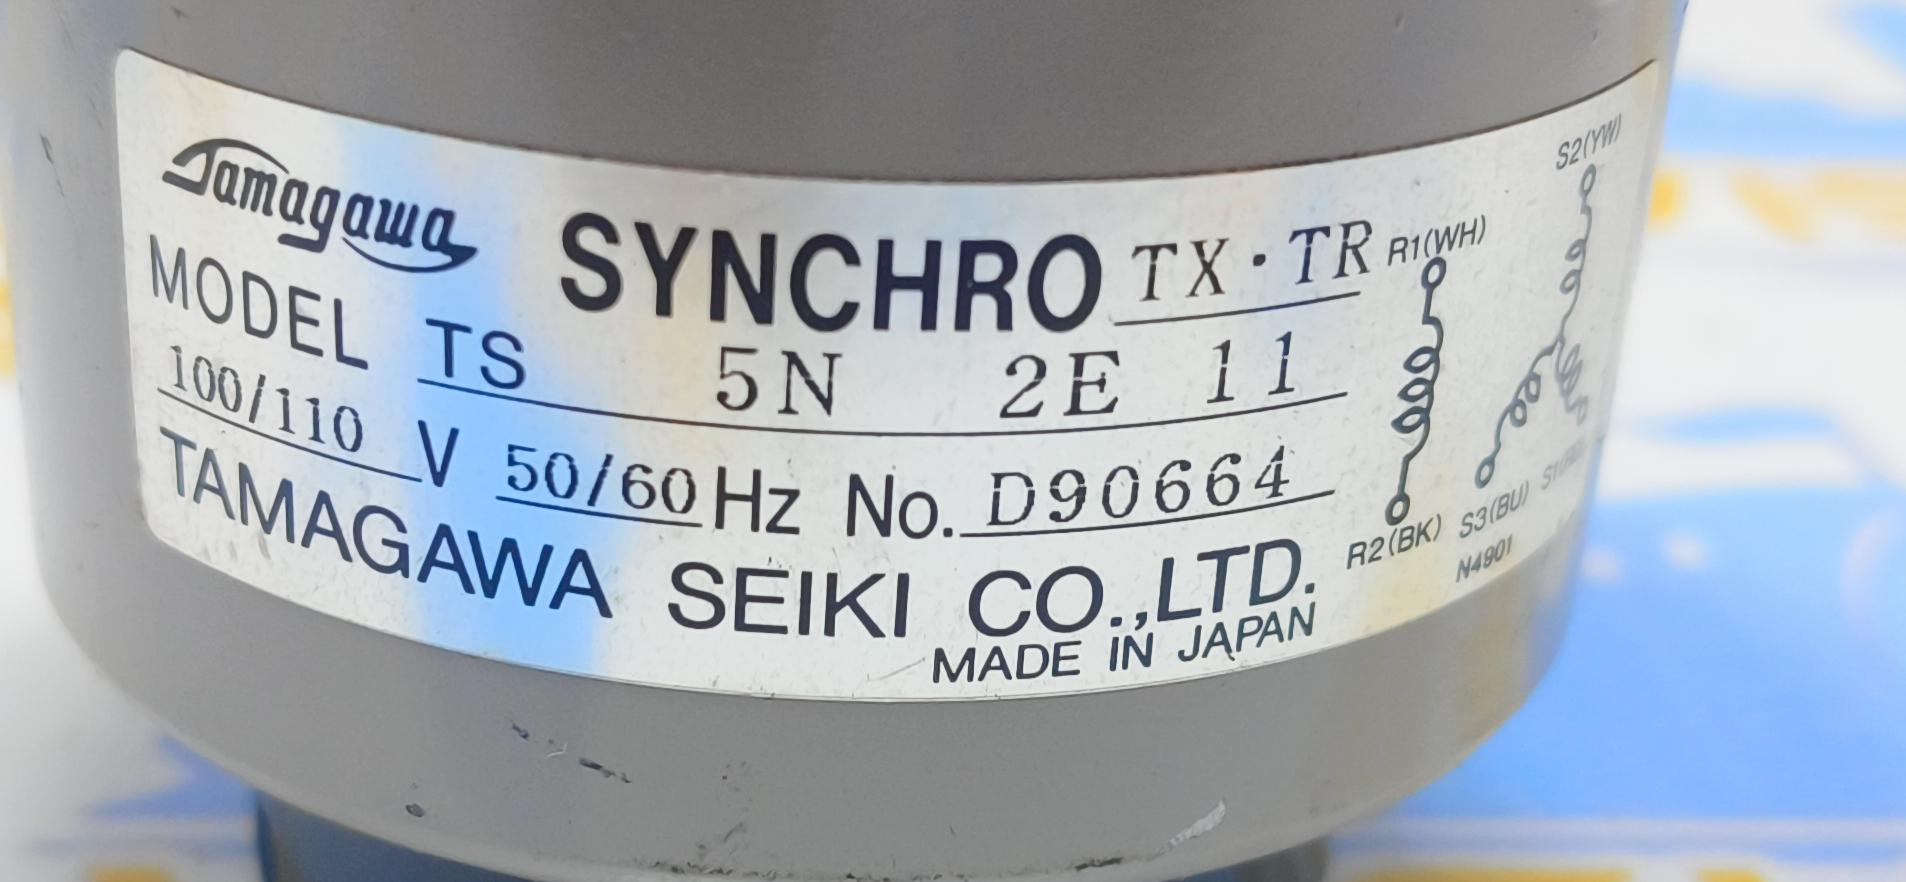 Tamagawa
SYNCHRO TX・TR
MODEL TS 5N 2E 11
100/110 V 50/60 Hz No. D90664
TAMAGAWA SEIKI CO.,LTD.
MADE IN JAPAN
R1(WH)
S2(YW)
R2(BK)
S3(BU)
N4901